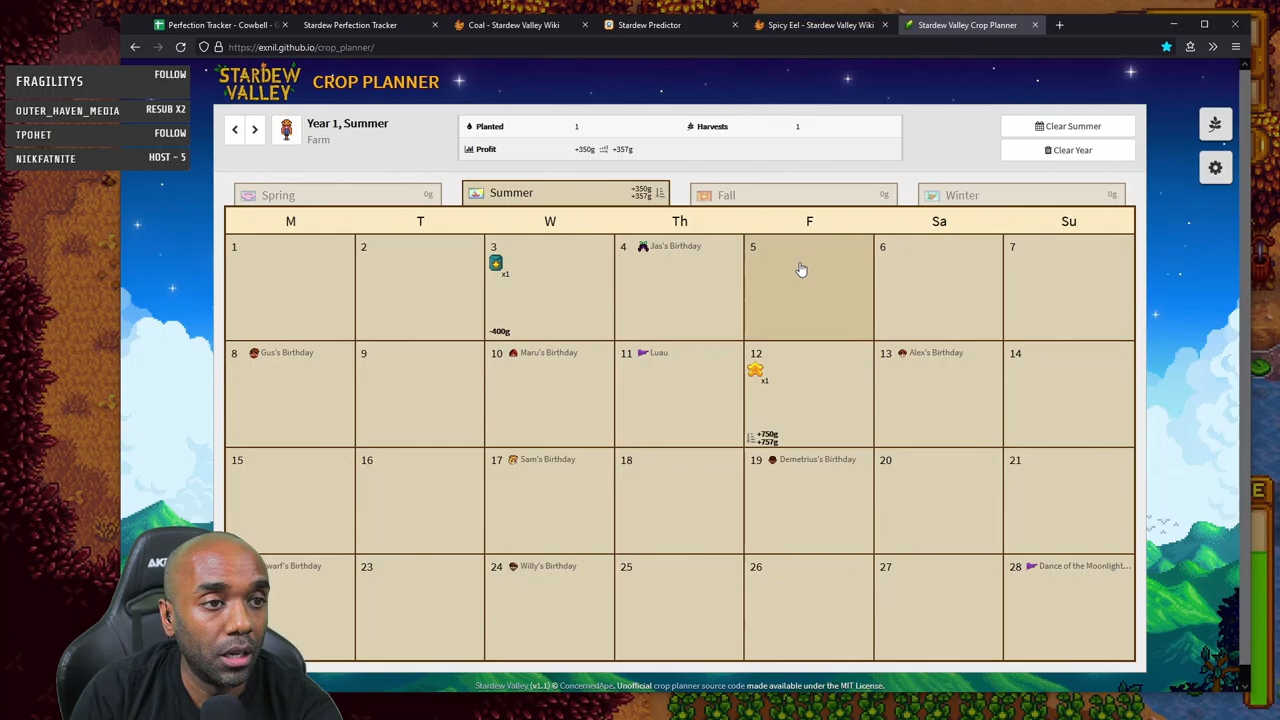 Perfection Tracker - Cowbell - G
Stardew Perfection Tracker
Coal - Stardew Valley Wiki
Stardew Predictor
Spicy Eel - Stardew Valley Wiki
Stardew Valley Crop Planner
https://exnil.github.io/crop_planner/
FRAGILITYS FOLLOW
OUTER_HAVEN_MEDIA RESUB X2
TPOHET FOLLOW
NICKFATNITE HOST - 5
STARDEW VALLEY
CROP PLANNER
Year 1, Summer
Farm
Planted 1
Harvests 1
Profit +350g +357g
Clear Summer
Clear Year
Spring 0g
Summer +350g
+357g
Fall 0g
Winter 0g
M T W Th F Sa Su
1
2
3
x1
-400g
4 Jas's Birthday
5
6
7
8 Gus's Birthday
9
10 Maru's Birthday
11 Luau
12
x1
+750g
+757g
13 Alex's Birthday
14
15
16
17 Sam's Birthday
18
19 Demetrius's Birthday
20
21
warf's Birthday
23
24 Willy's Birthday
25
26
27
28 Dance of the Moonlight...
Stardew Valley (v1.1) © ConcernedApe. Unofficial crop planner source code made available under the MIT License.
AK
E